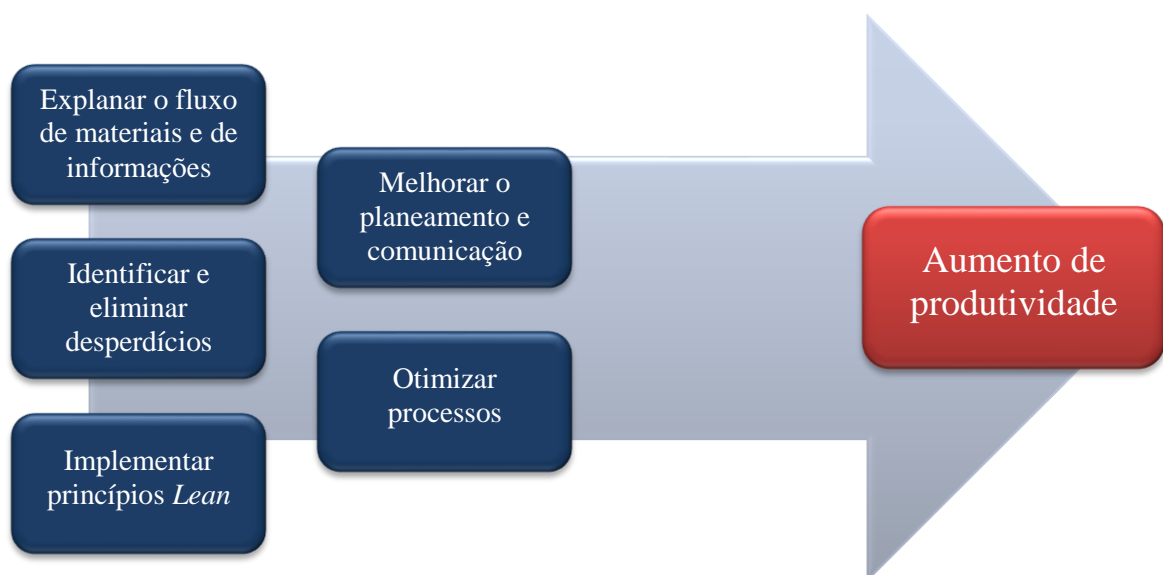 Explanar o fluxo
de materiais e de
informações
Identificar e
eliminar
desperdícios
Implementar
princípios Lean
Melhorar o
planeamento e
comunicação
Otimizar
processos
Aumento de
produtividade